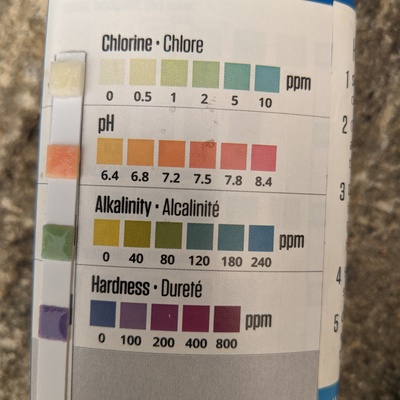 Chlorine · Chlore
ppm
0 0.5 1 2 5 10
pH
6.4 6.8 7.2 7.5 7.8 8.4
Alkalinity · Alcalinité
ppm
0 40 80 120 180 240
Hardness · Dureté
ppm
0 100 200 400 800
1
2
3
4
5